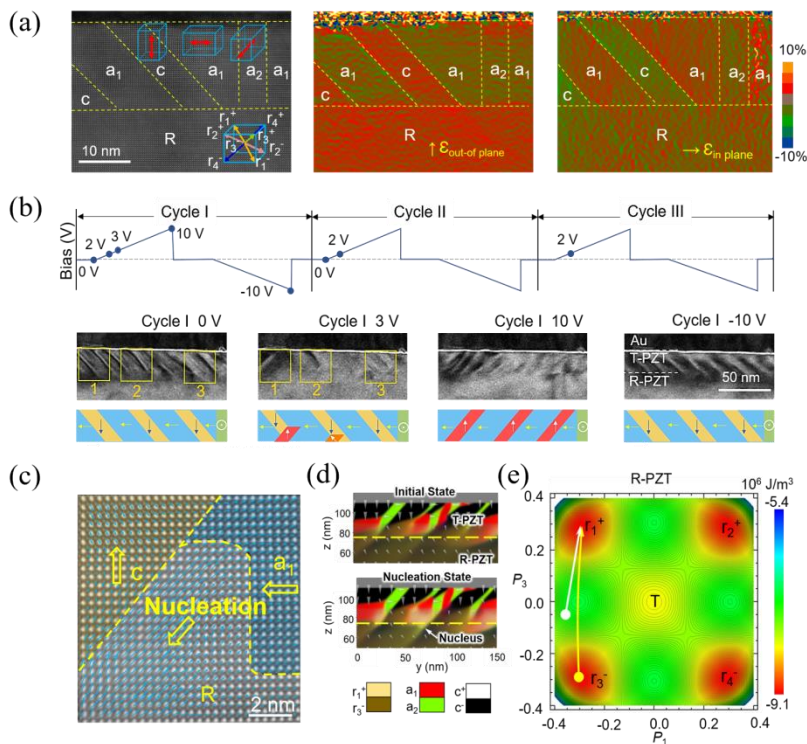 (a)
c
a₁
c
a₁
a₂
a₁
R
r₁⁺
r₄⁺
r₂⁺
r₃⁺
r₃⁻
r₂⁻
r₄⁻
r₁⁻
10 nm
a₁
c
a₁
a₂
a₁
c
R
↑ ε out-of plane
a₁
c
a₁
a₂
a₁
c
R
→ ε in plane
10%
-10%
(b)
Cycle I
Cycle II
Cycle III
Bias (V)
0 V
2 V
3 V
10 V
-10 V
2 V
0 V
2 V
Cycle I 0 V
Cycle I 3 V
Cycle I 10 V
Cycle I -10 V
1
2
3
1
2
3
Au
T-PZT
R-PZT
50 nm
(c)
c
a₁
Nucleation
R
2 nm
(d)
Initial State
T-PZT
R-PZT
z (nm)
100
80
60
Nucleation State
Nucleus
z (nm)
100
80
60
0
50
100
150
y (nm)
r₁⁺
r₃⁻
a₁
a₂
c⁺
c⁻
(e)
R-PZT
10⁶ J/m³
-5.4
-9.1
r₁⁺
r₂⁺
T
r₃⁻
r₄⁻
P₃
0.4
0.2
0.0
-0.2
-0.4
-0.4
-0.2
0.0
0.2
0.4
P₁